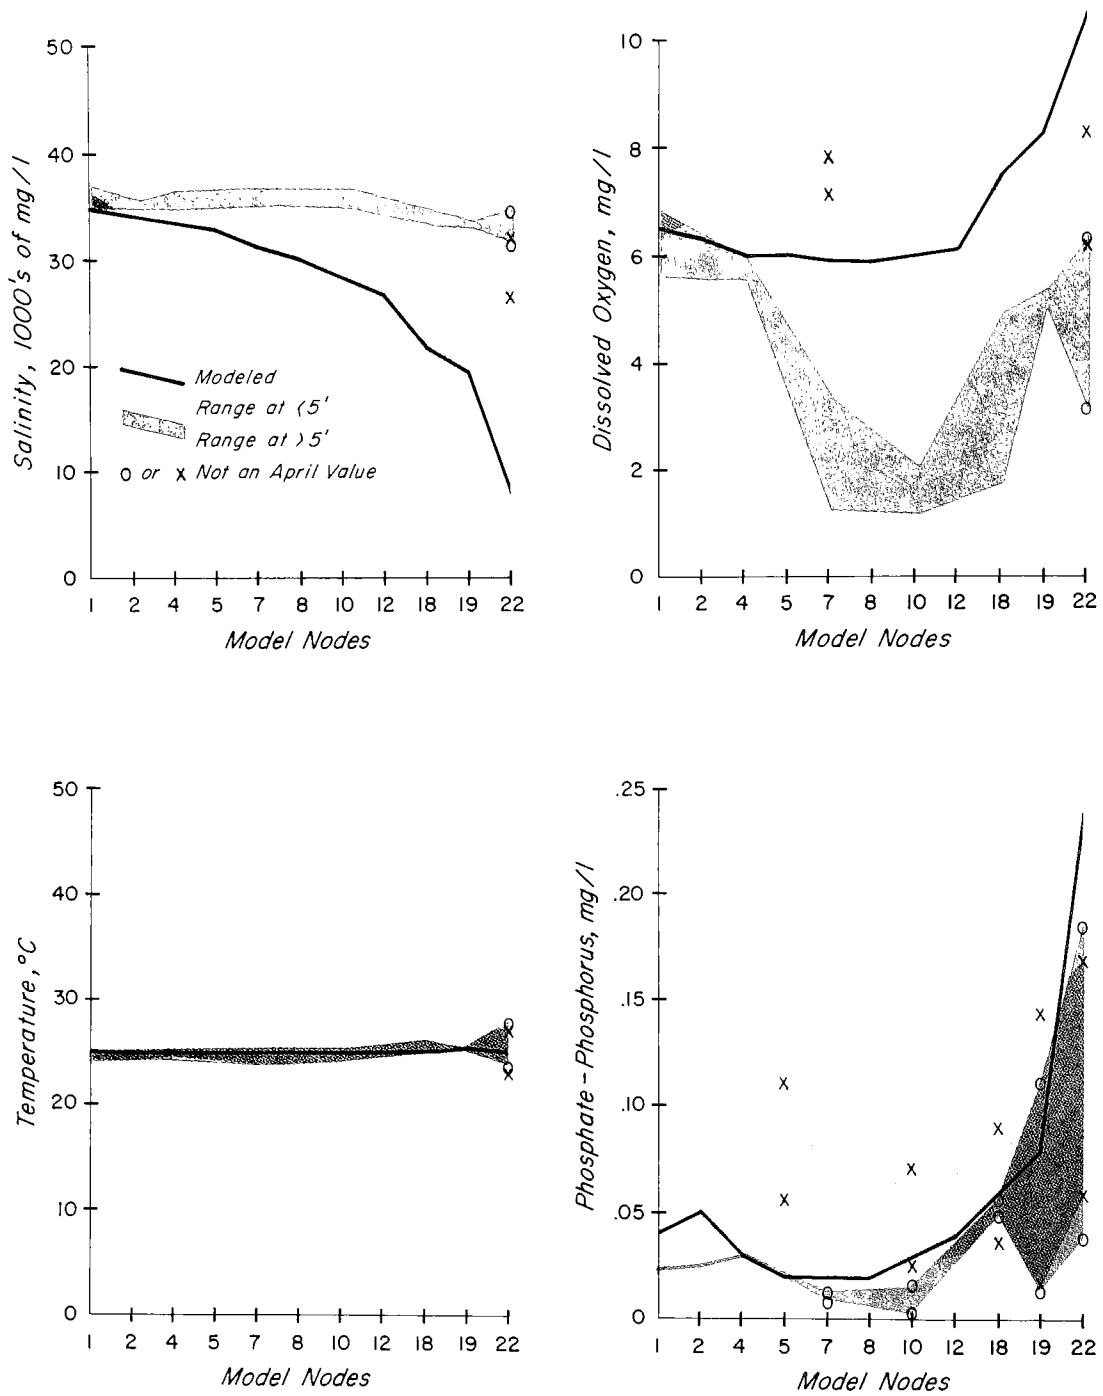 50
40
30
20
10
0
Salinity, 1000's of mg/l
Modeled
Range at <5'
Range at >5'
O or X Not an April Value
1 2 4 5 7 8 10 12 18 19 22
Model Nodes
10
8
6
4
2
0
Dissolved Oxygen, mg/l
1 2 4 5 7 8 10 12 18 19 22
Model Nodes
50
40
30
20
10
0
Temperature, °C
1 2 4 5 7 8 10 12 18 19 22
Model Nodes
.25
.20
.15
.10
.05
0
Phosphate-Phosphorus, mg/l
1 2 4 5 7 8 10 12 18 19 22
Model Nodes